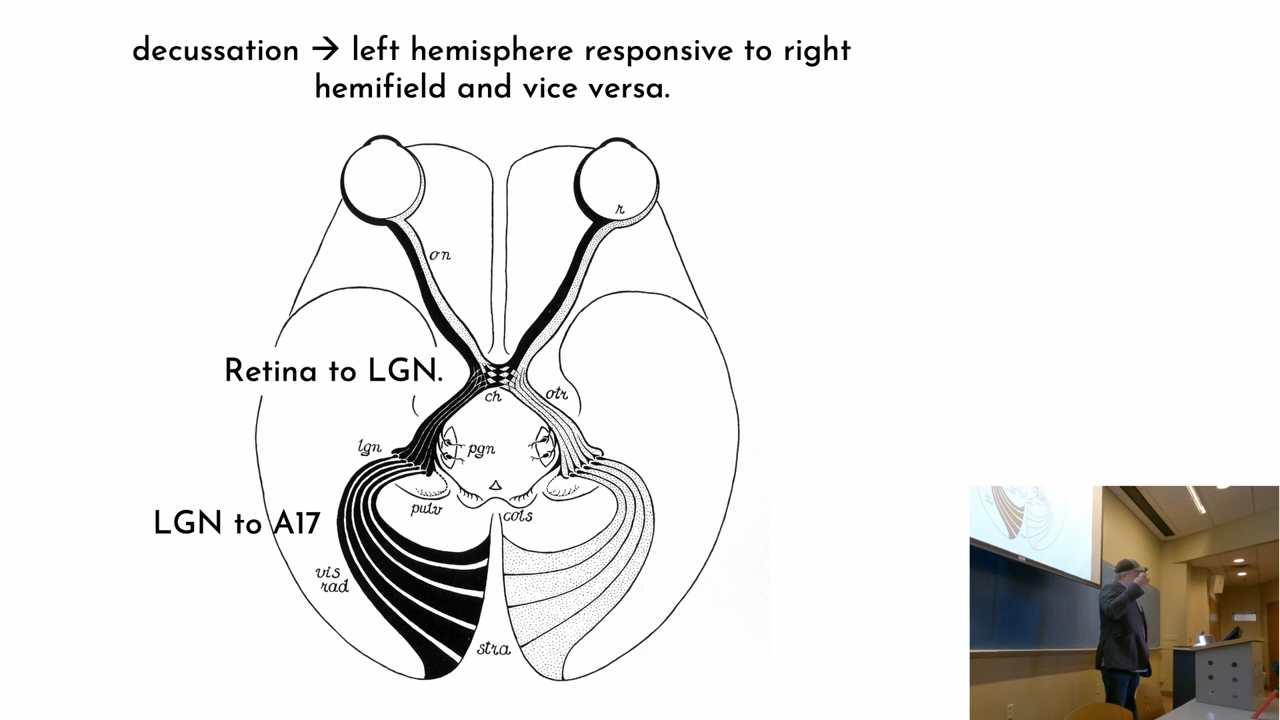 decussation → left hemisphere responsive to right
hemifield and vice versa.
r
on
Retina to LGN.
ch
otr
lgn
pgn
pulv
cols
LGN to A17
vis
rad
stra